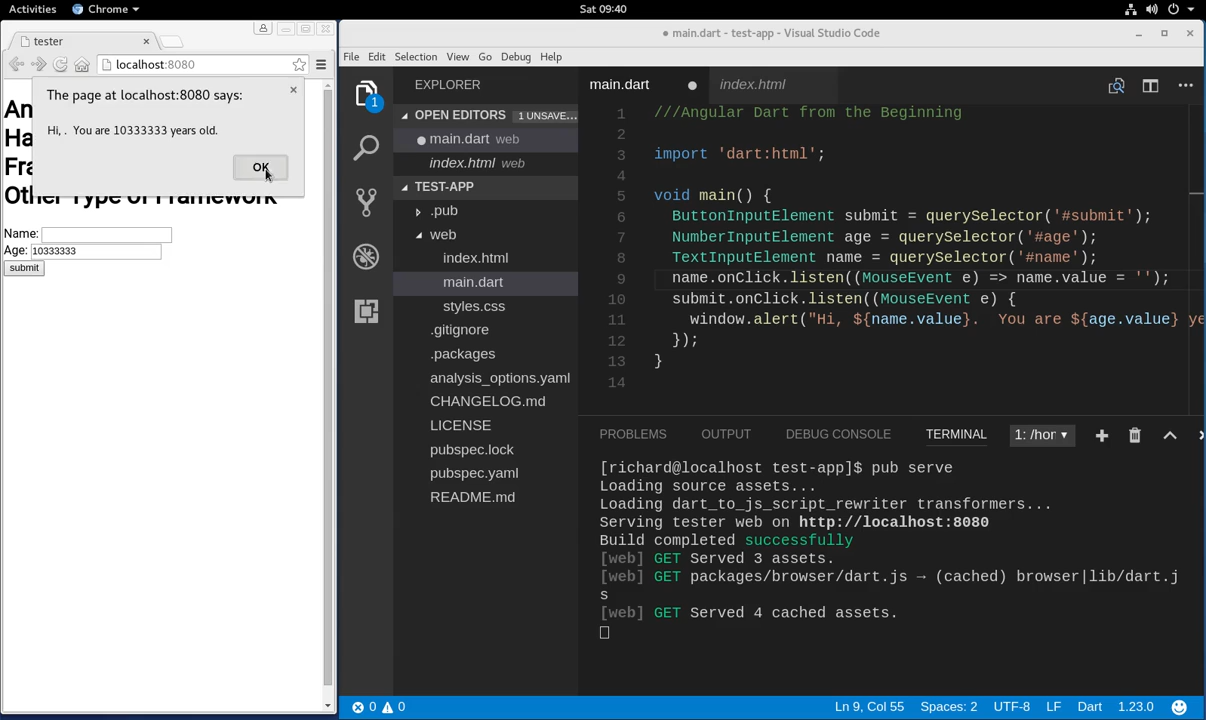 Activities Chrome ▾ Sat 09:40
tester
localhost:8080
An
Ha
Fra
Other Type of Framework
The page at localhost:8080 says:
Hi, .  You are 10333333 years old.
OK
Name:
Age: 10333333
submit
● main.dart - test-app - Visual Studio Code
File Edit Selection View Go Debug Help
1
EXPLORER
OPEN EDITORS 1 UNSAVE...
main.dart web
index.html web
TEST-APP
.pub
web
index.html
main.dart
styles.css
.gitignore
.packages
analysis_options.yaml
CHANGELOG.md
LICENSE
pubspec.lock
pubspec.yaml
README.md
main.dart ● index.html
1 ///Angular Dart from the Beginning
2
3 import 'dart:html';
4
5 void main() {
6   ButtonInputElement submit = querySelector('#submit');
7   NumberInputElement age = querySelector('#age');
8   TextInputElement name = querySelector('#name');
9   name.onClick.listen((MouseEvent e) => name.value = '');
10   submit.onClick.listen((MouseEvent e) {
11     window.alert("Hi, ${name.value}.  You are ${age.value} ye
12   });
13 }
14
PROBLEMS OUTPUT DEBUG CONSOLE TERMINAL 1: /hor ▾
[richard@localhost test-app]$ pub serve
Loading source assets...
Loading dart_to_js_script_rewriter transformers...
Serving tester web on http://localhost:8080
Build completed successfully
[web] GET Served 3 assets.
[web] GET packages/browser/dart.js → (cached) browser|lib/dart.j
s
[web] GET Served 4 cached assets.
0 0 Ln 9, Col 55 Spaces: 2 UTF-8 LF Dart 1.23.0